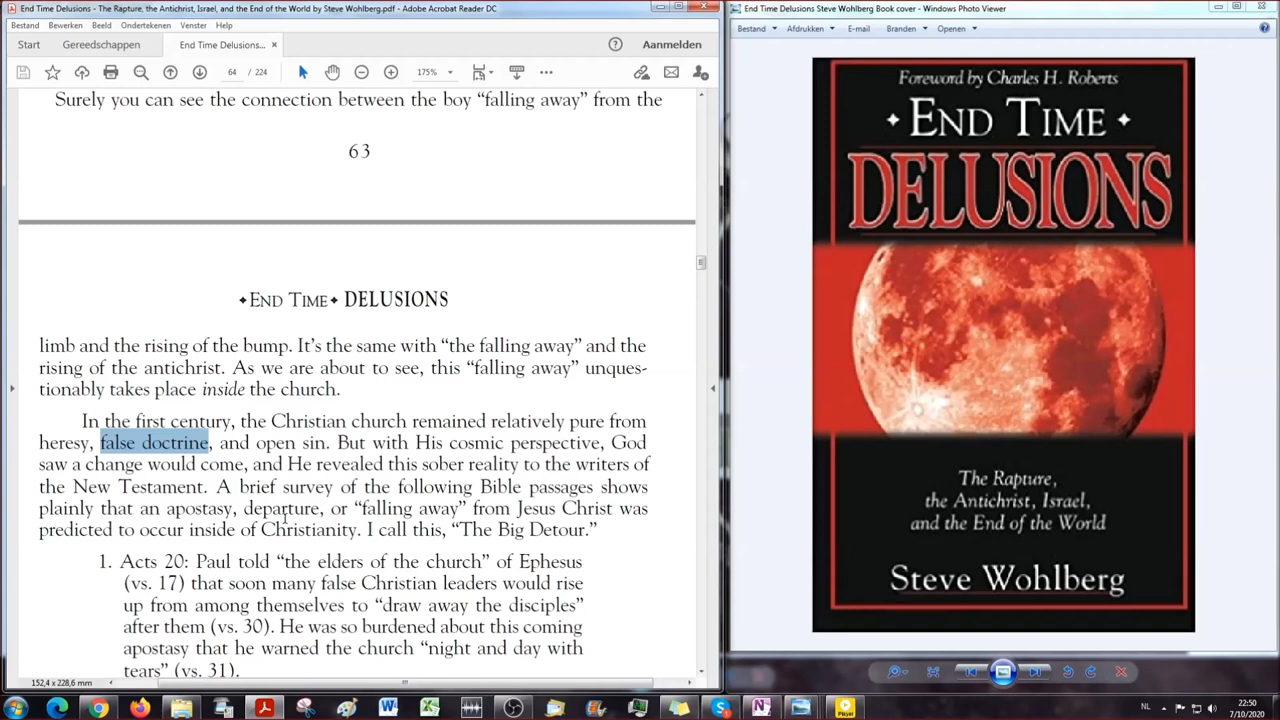 End Time Delusions - The Rapture, the Antichrist, Israel, and the End of the World by Steve Wohlberg.pdf - Adobe Acrobat Reader DC
Bestand Bewerken Beeld Ondertekenen Venster Help
Start Gereedschappen End Time Delusions... × Aanmelden
64 / 224 175%
Surely you can see the connection between the boy “falling away” from the
63
END TIME DELUSIONS
limb and the rising of the bump. It’s the same with “the falling away” and the
rising of the antichrist. As we are about to see, this “falling away” unques-
tionably takes place inside the church.
In the first century, the Christian church remained relatively pure from
heresy, false doctrine, and open sin. But with His cosmic perspective, God
saw a change would come, and He revealed this sober reality to the writers of
the New Testament. A brief survey of the following Bible passages shows
plainly that an apostasy, departure, or “falling away” from Jesus Christ was
predicted to occur inside of Christianity. I call this, “The Big Detour.”
1. Acts 20: Paul told “the elders of the church” of Ephesus
(vs. 17) that soon many false Christian leaders would rise
up from among themselves to “draw away the disciples”
after them (vs. 30). He was so burdened about this coming
apostasy that he warned the church “night and day with
tears” (vs. 31).
152,4 x 228,6 mm
End Time Delusions Steve Wohlberg Book cover - Windows Photo Viewer
Bestand Afdrukken E-mail Branden Openen
Foreword by Charles H. Roberts
END TIME
DELUSIONS
The Rapture,
the Antichrist, Israel,
and the End of the World
Steve Wohlberg
Player
NL
22:50
7/10/2020